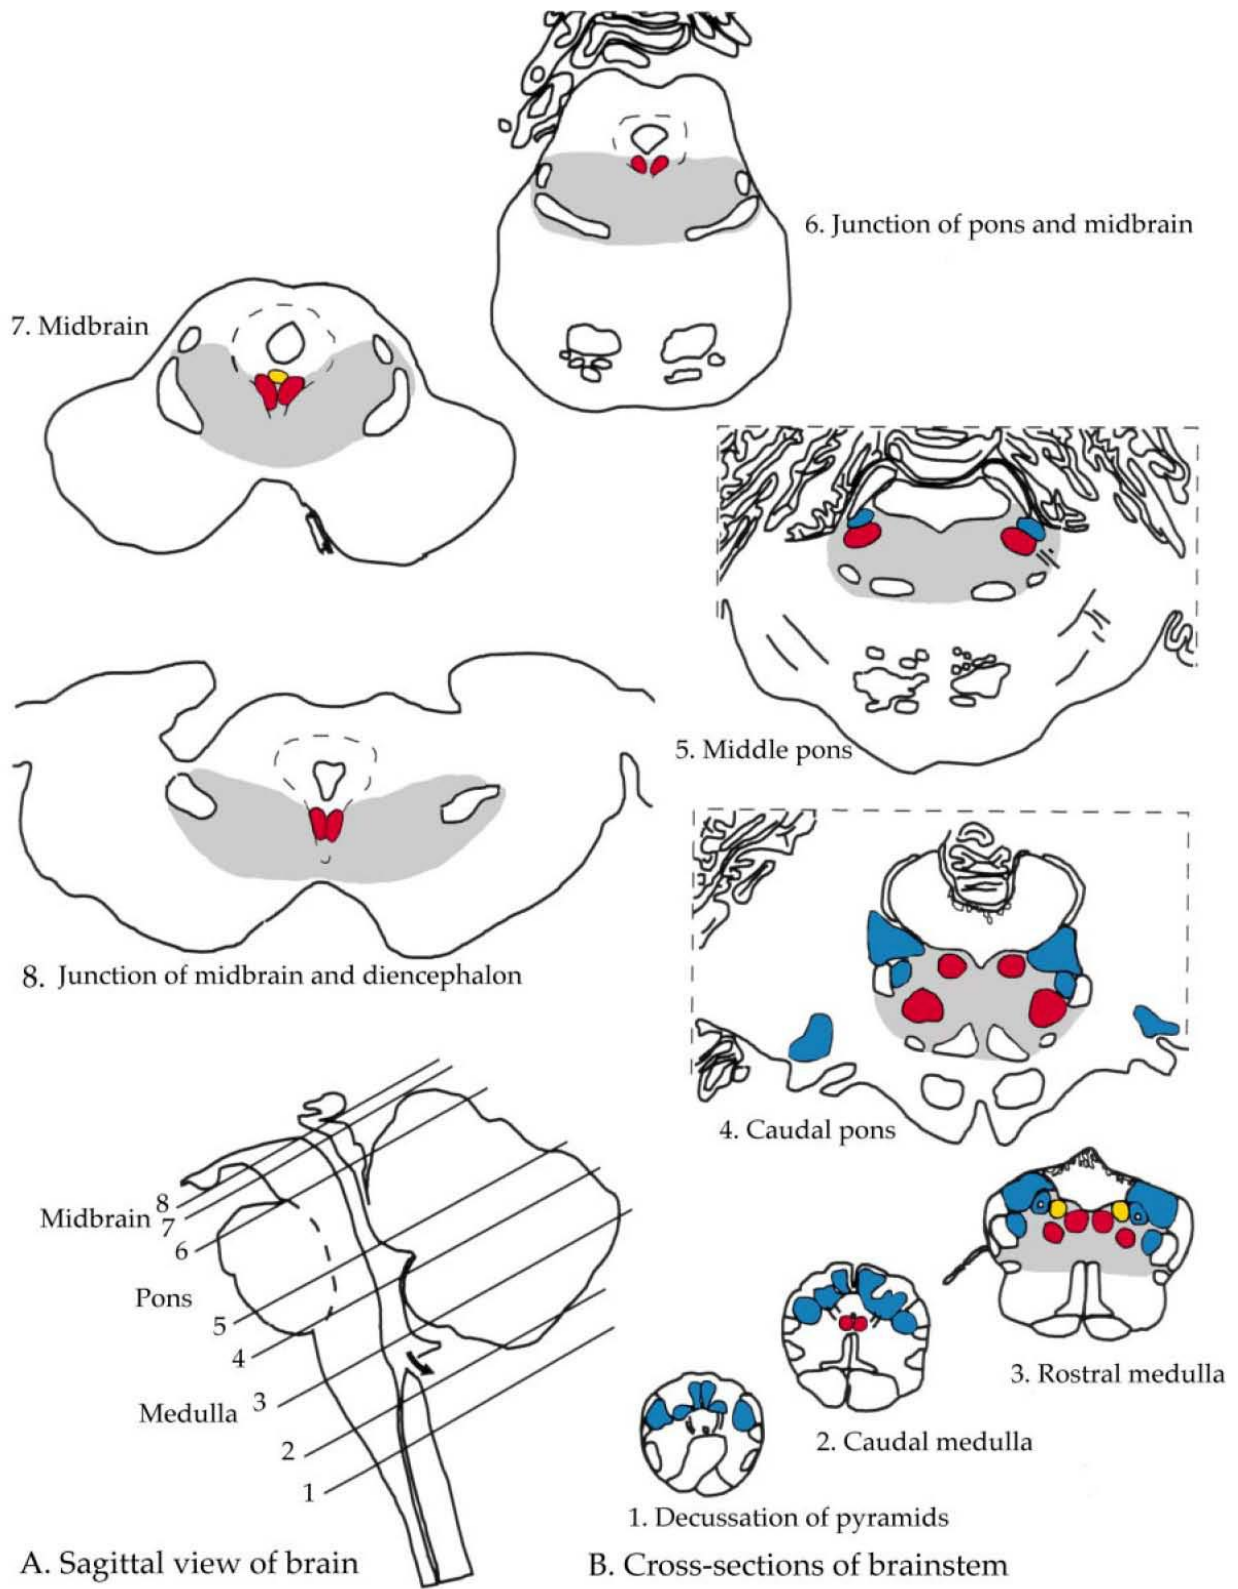 6. Junction of pons and midbrain
7. Midbrain
5. Middle pons
8. Junction of midbrain and diencephalon
4. Caudal pons
Midbrain
8
7
6
Pons
5
4
3
Medulla
2
1
3. Rostral medulla
2. Caudal medulla
1. Decussation of pyramids
A. Sagittal view of brain
B. Cross-sections of brainstem